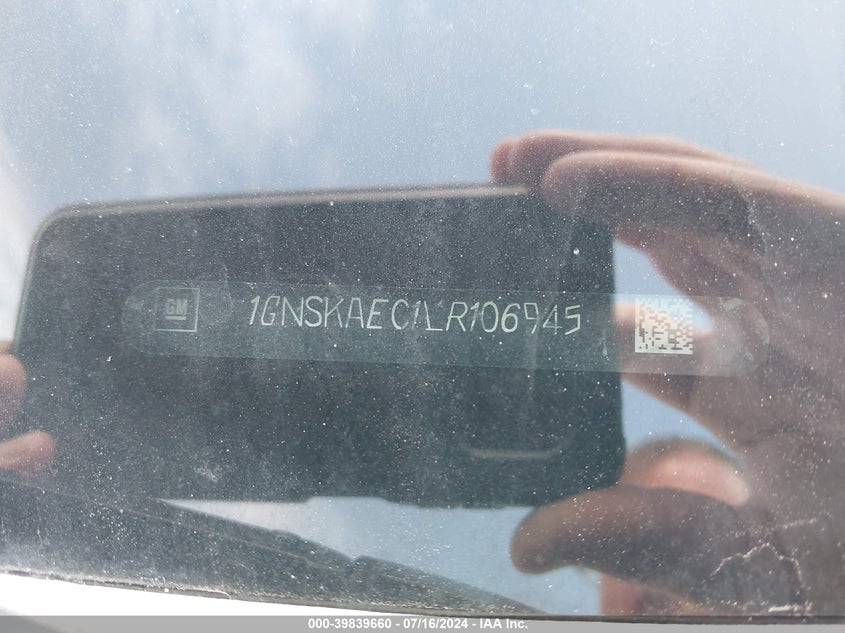 GM
1GNSKAEC1LR106945
000-39839660 - 07/16/2024 - IAA Inc.